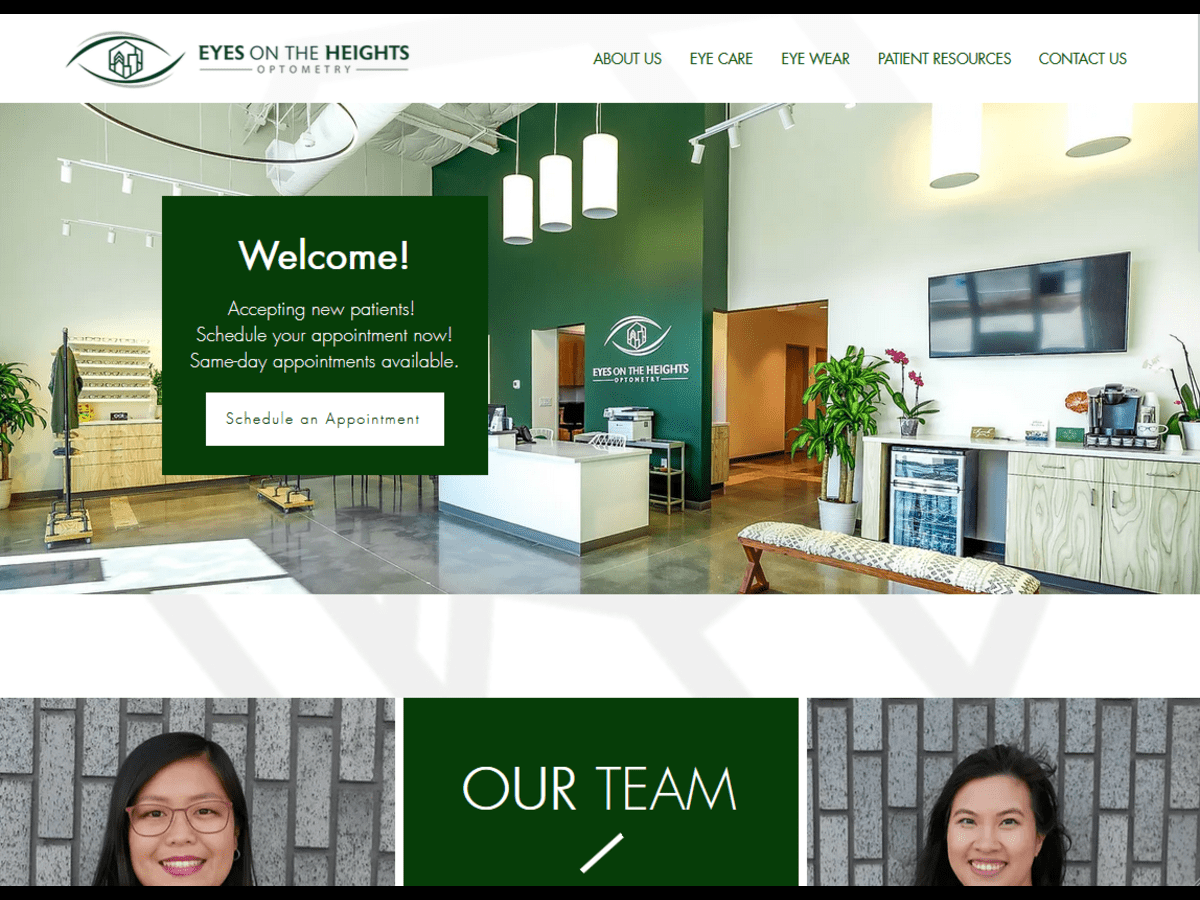 EYES ON THE HEIGHTS
OPTOMETRY
ABOUT US EYE CARE EYE WEAR PATIENT RESOURCES CONTACT US
Welcome!
Accepting new patients!
Schedule your appointment now!
Same-day appointments available.
Schedule an Appointment
EYES ON THE HEIGHTS
OPTOMETRY
OUR TEAM